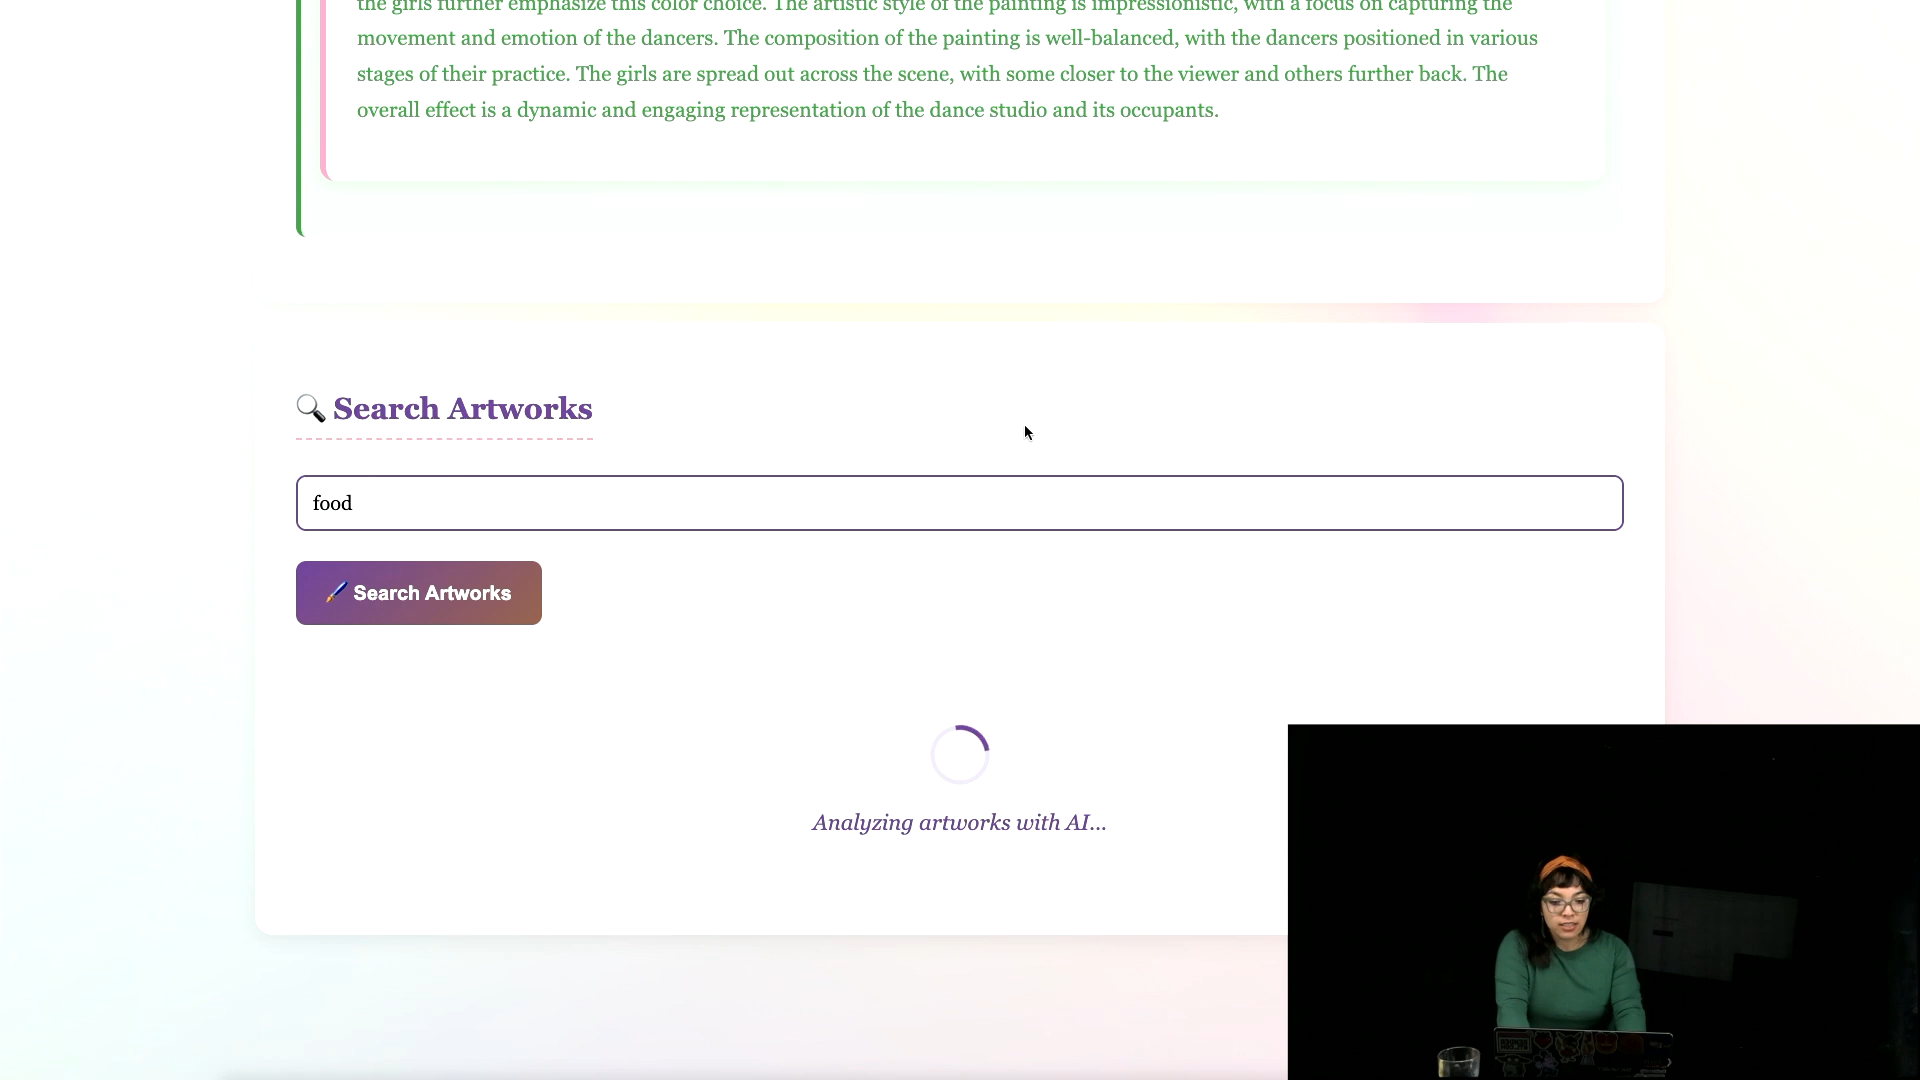 the girls further emphasize this color choice. The artistic style of the painting is impressionistic, with a focus on capturing the
movement and emotion of the dancers. The composition of the painting is well-balanced, with the dancers positioned in various
stages of their practice. The girls are spread out across the scene, with some closer to the viewer and others further back. The
overall effect is a dynamic and engaging representation of the dance studio and its occupants.
🔍 Search Artworks
food
🖌️ Search Artworks
Analyzing artworks with AI...